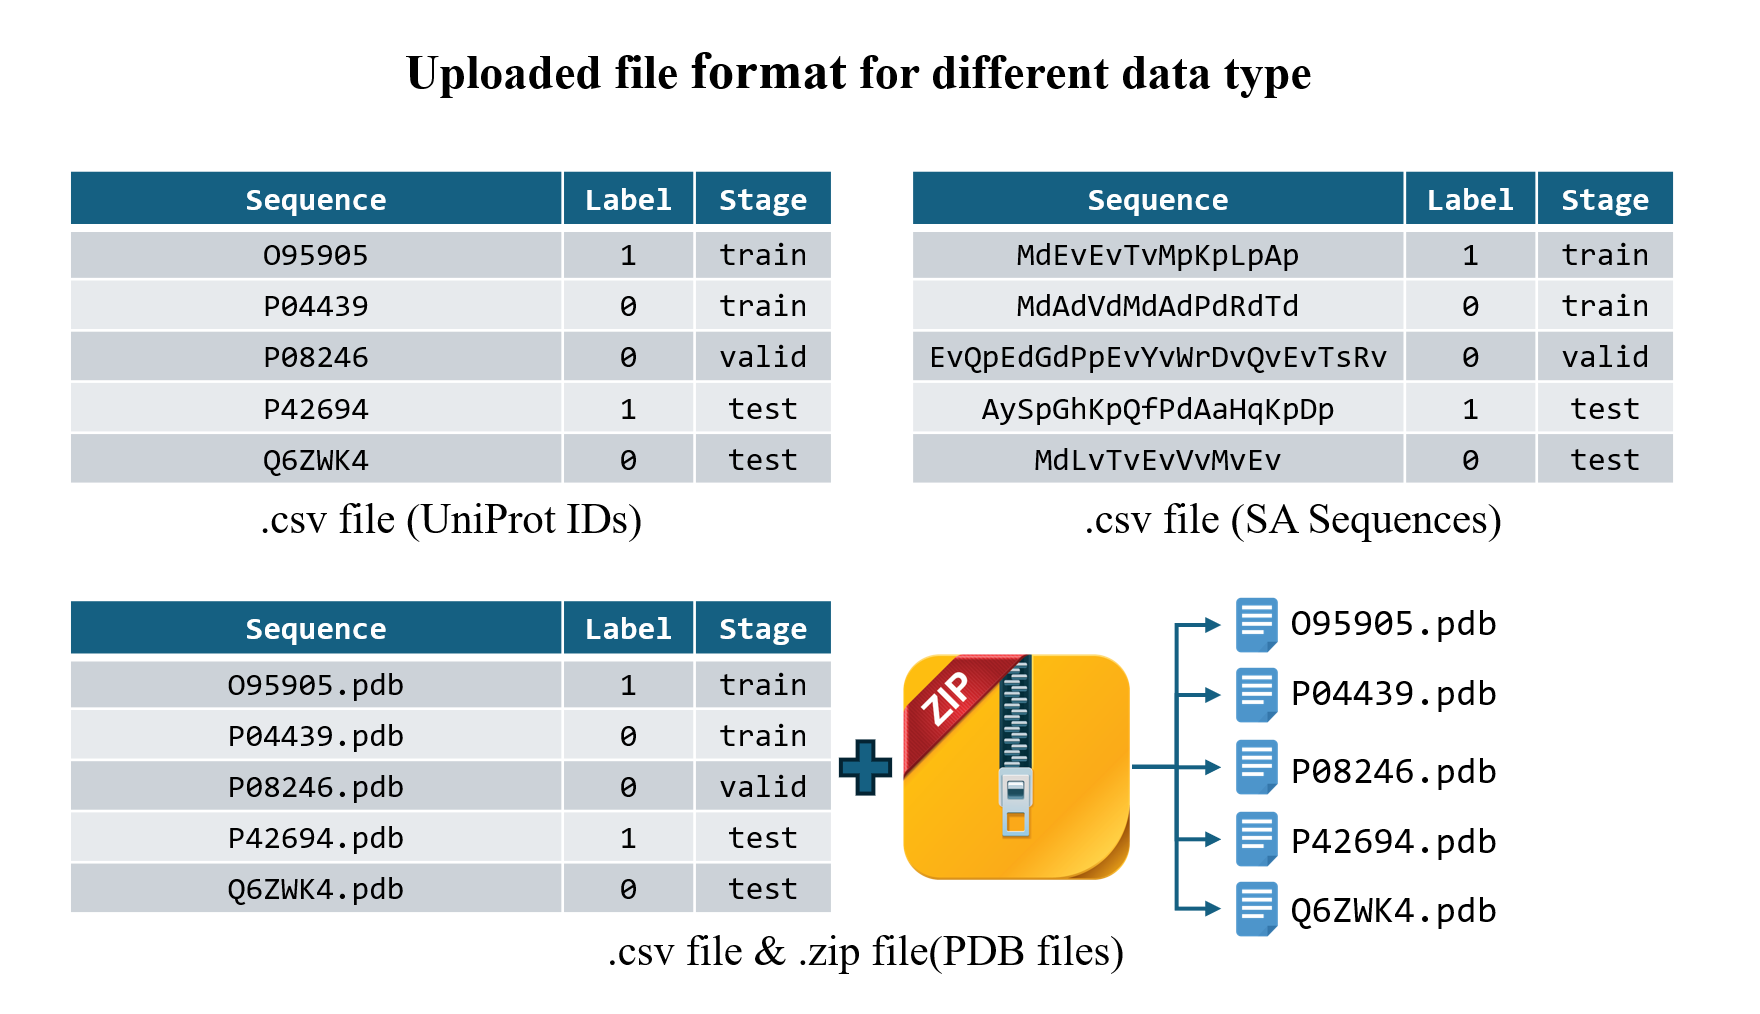 Uploaded file format for different data type
Sequence Label Stage
O95905 1 train
P04439 0 train
P08246 0 valid
P42694 1 test
Q6ZWK4 0 test
.csv file (UniProt IDs)
Sequence Label Stage
MdEvEvTvMpKpLpAp 1 train
MdAdVdMdAdPdRdTd 0 train
EvQpEdGdPpEvYvWrDvQvEvTsRv 0 valid
AySpGhKpQfPdAaHqKpDp 1 test
MdLvTvEvVvMvEv 0 test
.csv file (SA Sequences)
Sequence Label Stage
O95905.pdb 1 train
P04439.pdb 0 train
P08246.pdb 0 valid
P42694.pdb 1 test
Q6ZWK4.pdb 0 test
ZIP
O95905.pdb
P04439.pdb
P08246.pdb
P42694.pdb
Q6ZWK4.pdb
.csv file & .zip file(PDB files)